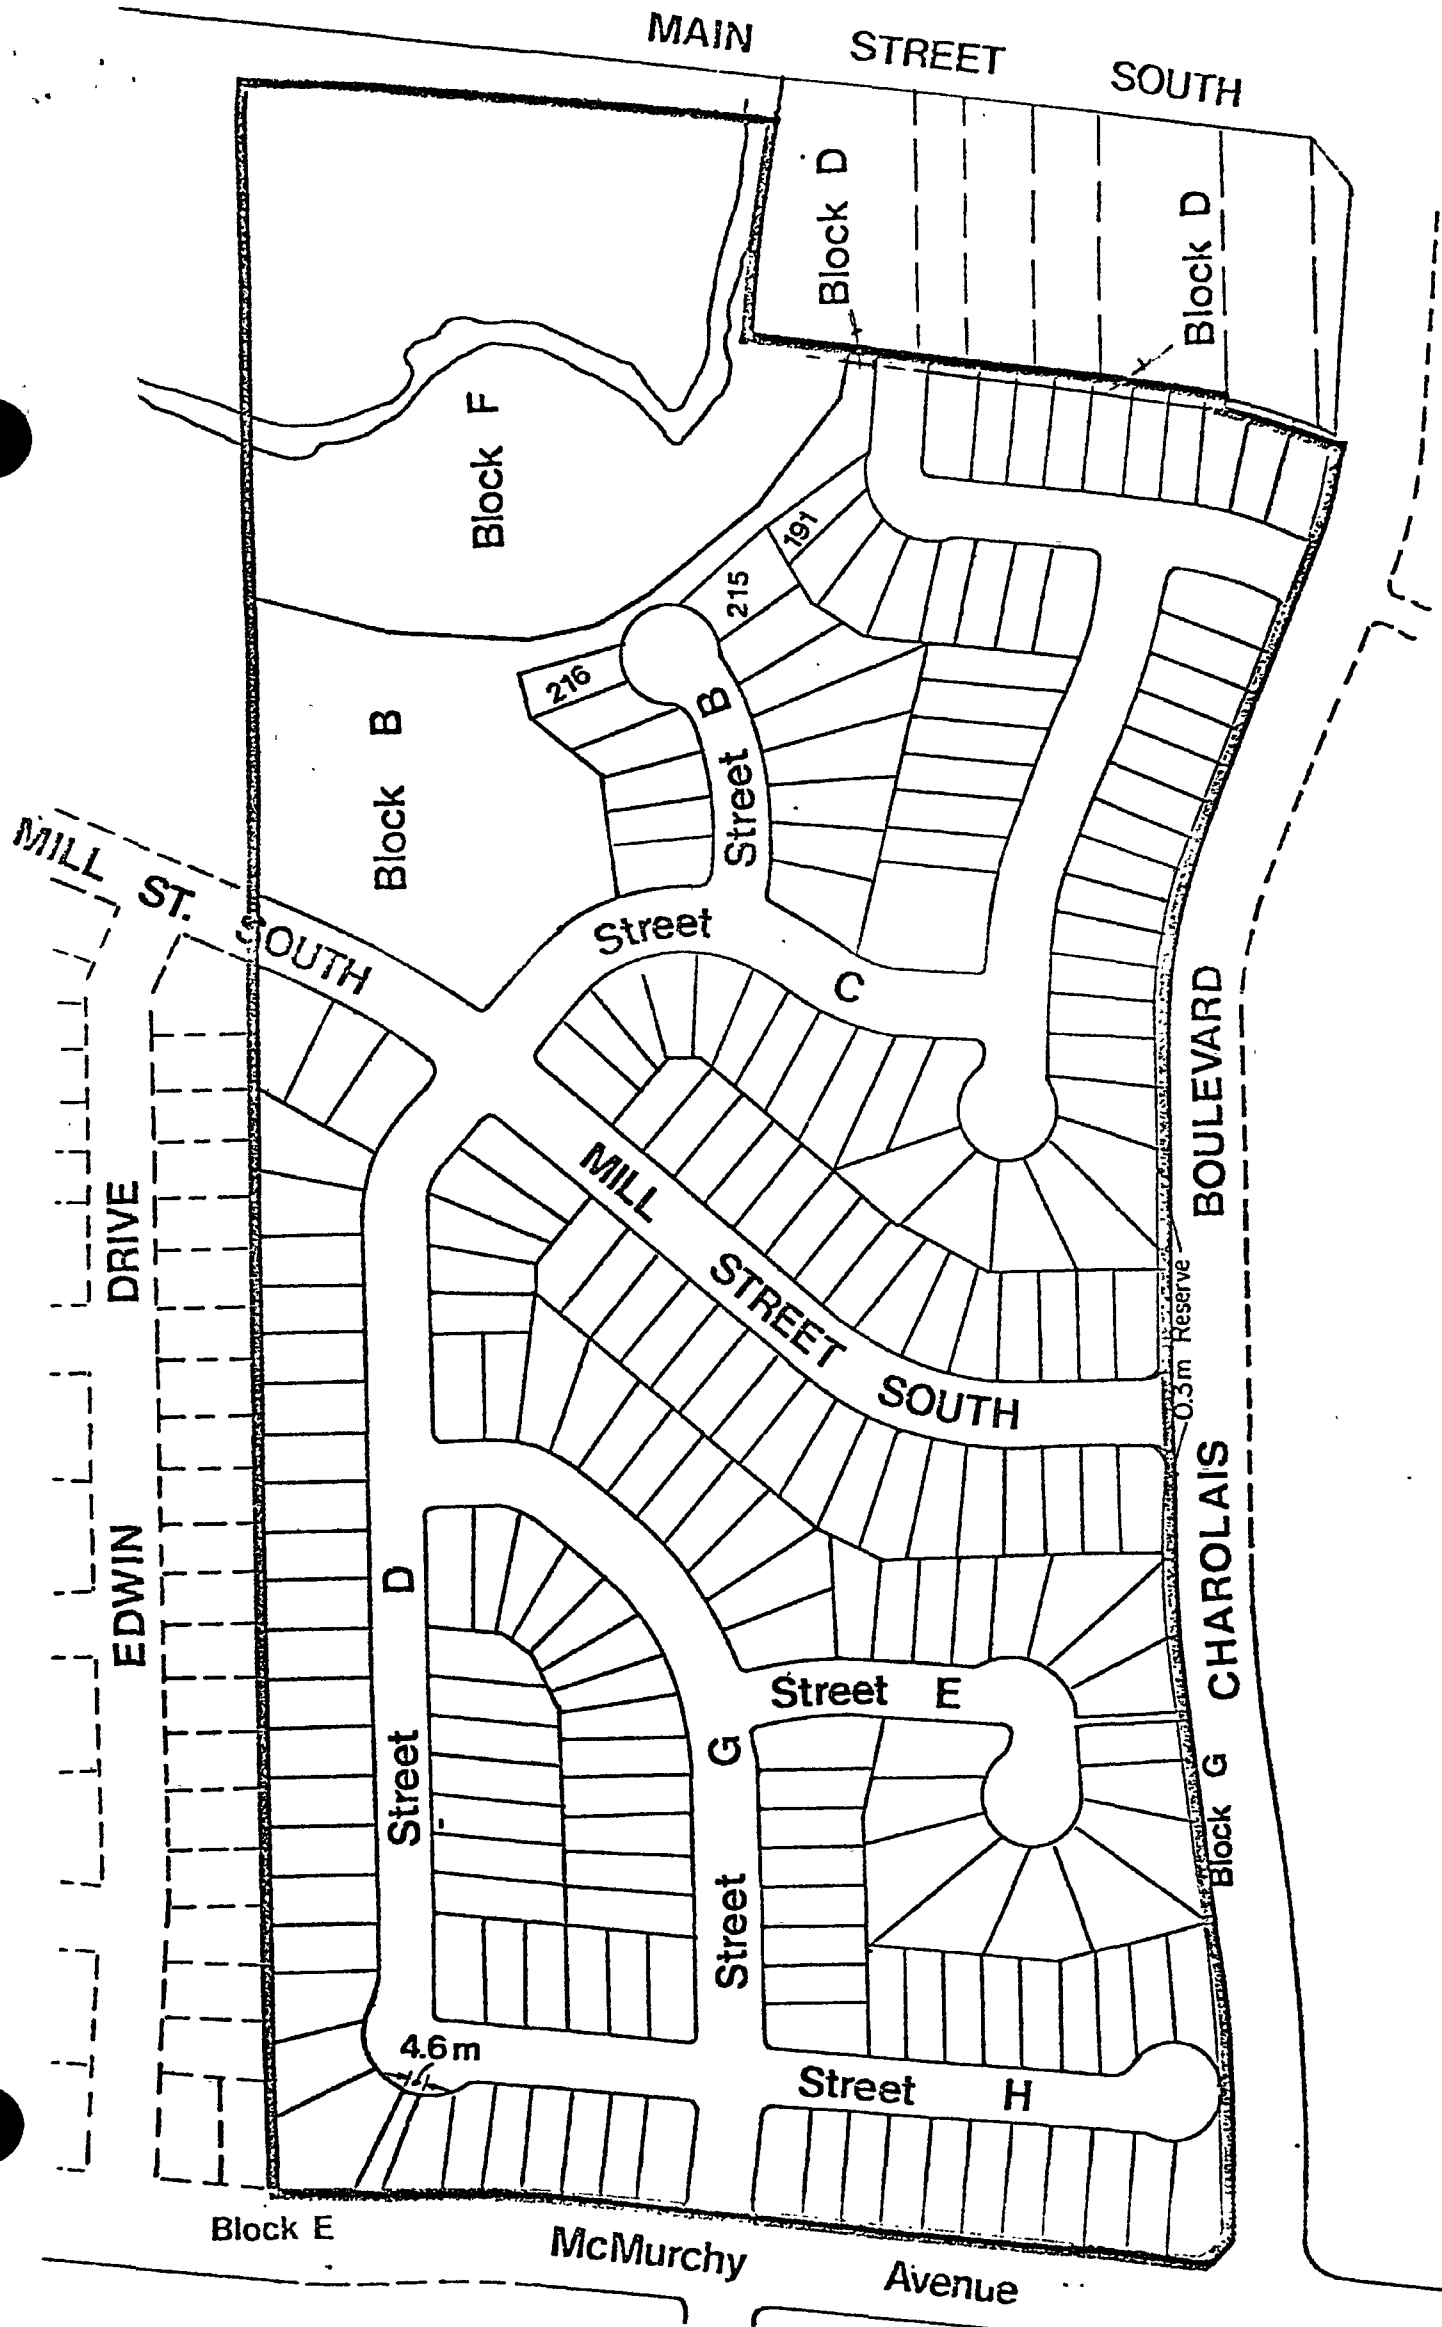 MAIN STREET SOUTH
Block D
Block D
Block F
191
215
216
Street B
Block B
MILL ST. SOUTH
Street C
BOULEVARD
MILL STREET SOUTH
DRIVE
0.3m Reserve
EDWIN
CHAROLAIS
Street D
Street E
G
Street
Block G
4.6m
Street H
Block E
McMurchy Avenue